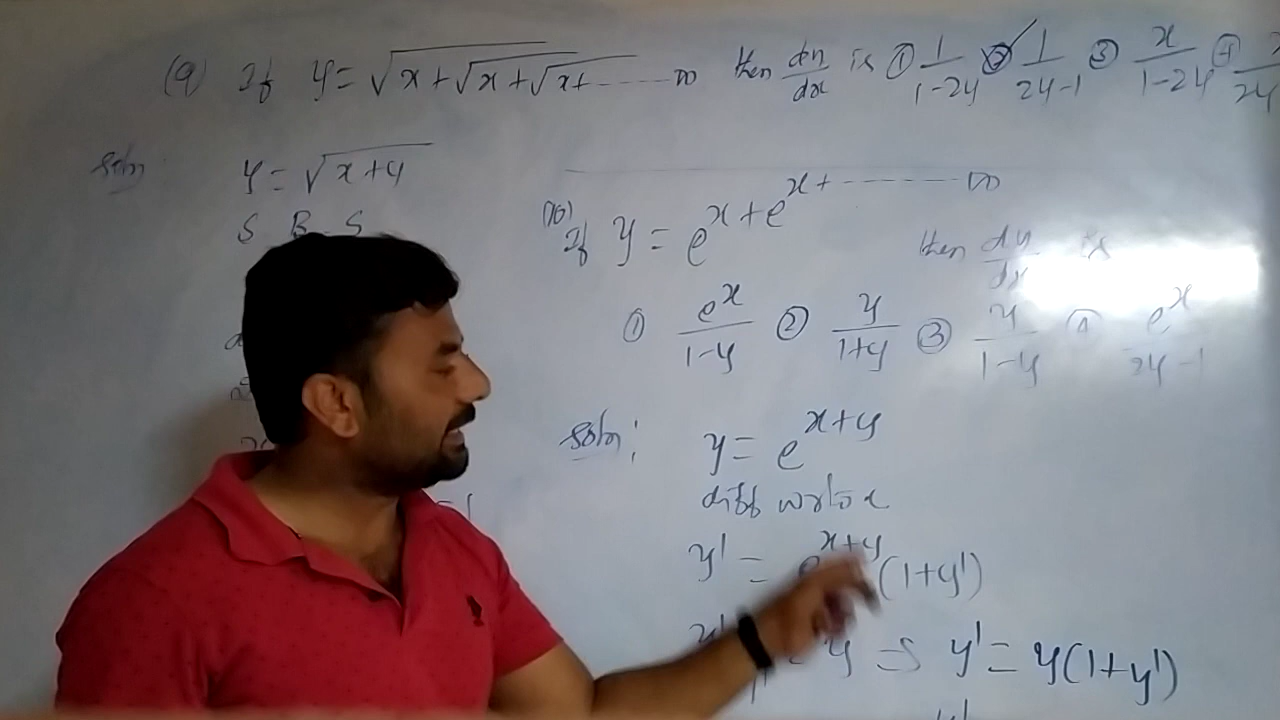 (9) If y = √x+√x+√x+ ------ ∞ then dy/dx is ① 1/1-2y ② 1/2y-1 ③ x/1-2y ④
Soln: y = √x+y
S B S
(10) If y = e^x+e^x+ -------- ∞ then dy/dx is
① e^x/1-y ② y/1+y ③ y/1-y ④ e^x/2y-1
Soln: y = e^x+y
diff w r to x
y' = e^x+y (1+y')
y ⇒ y' = y(1+y')